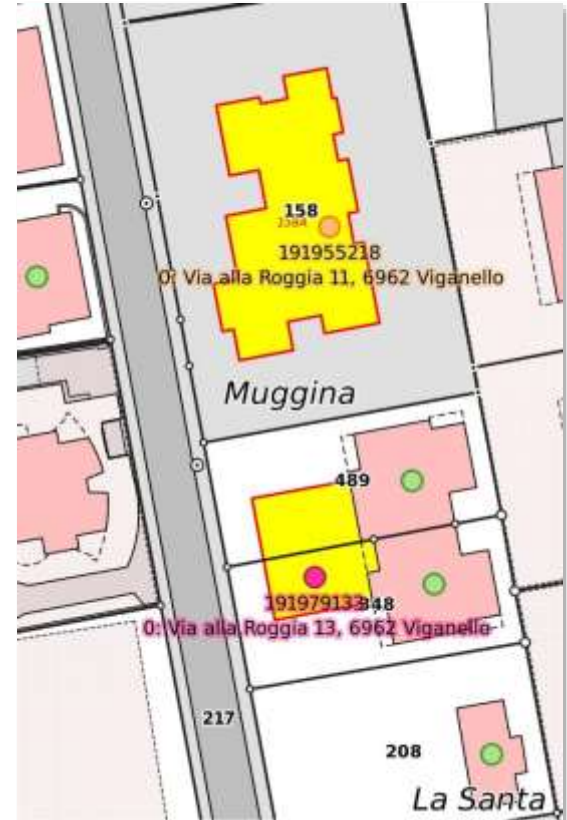 158
191955218
0: Via alla Roggia 11, 6962 Viganello
Muggina
489
191979133
348
0: Via alla Roggia 13, 6962 Viganello
217
208
La Santa